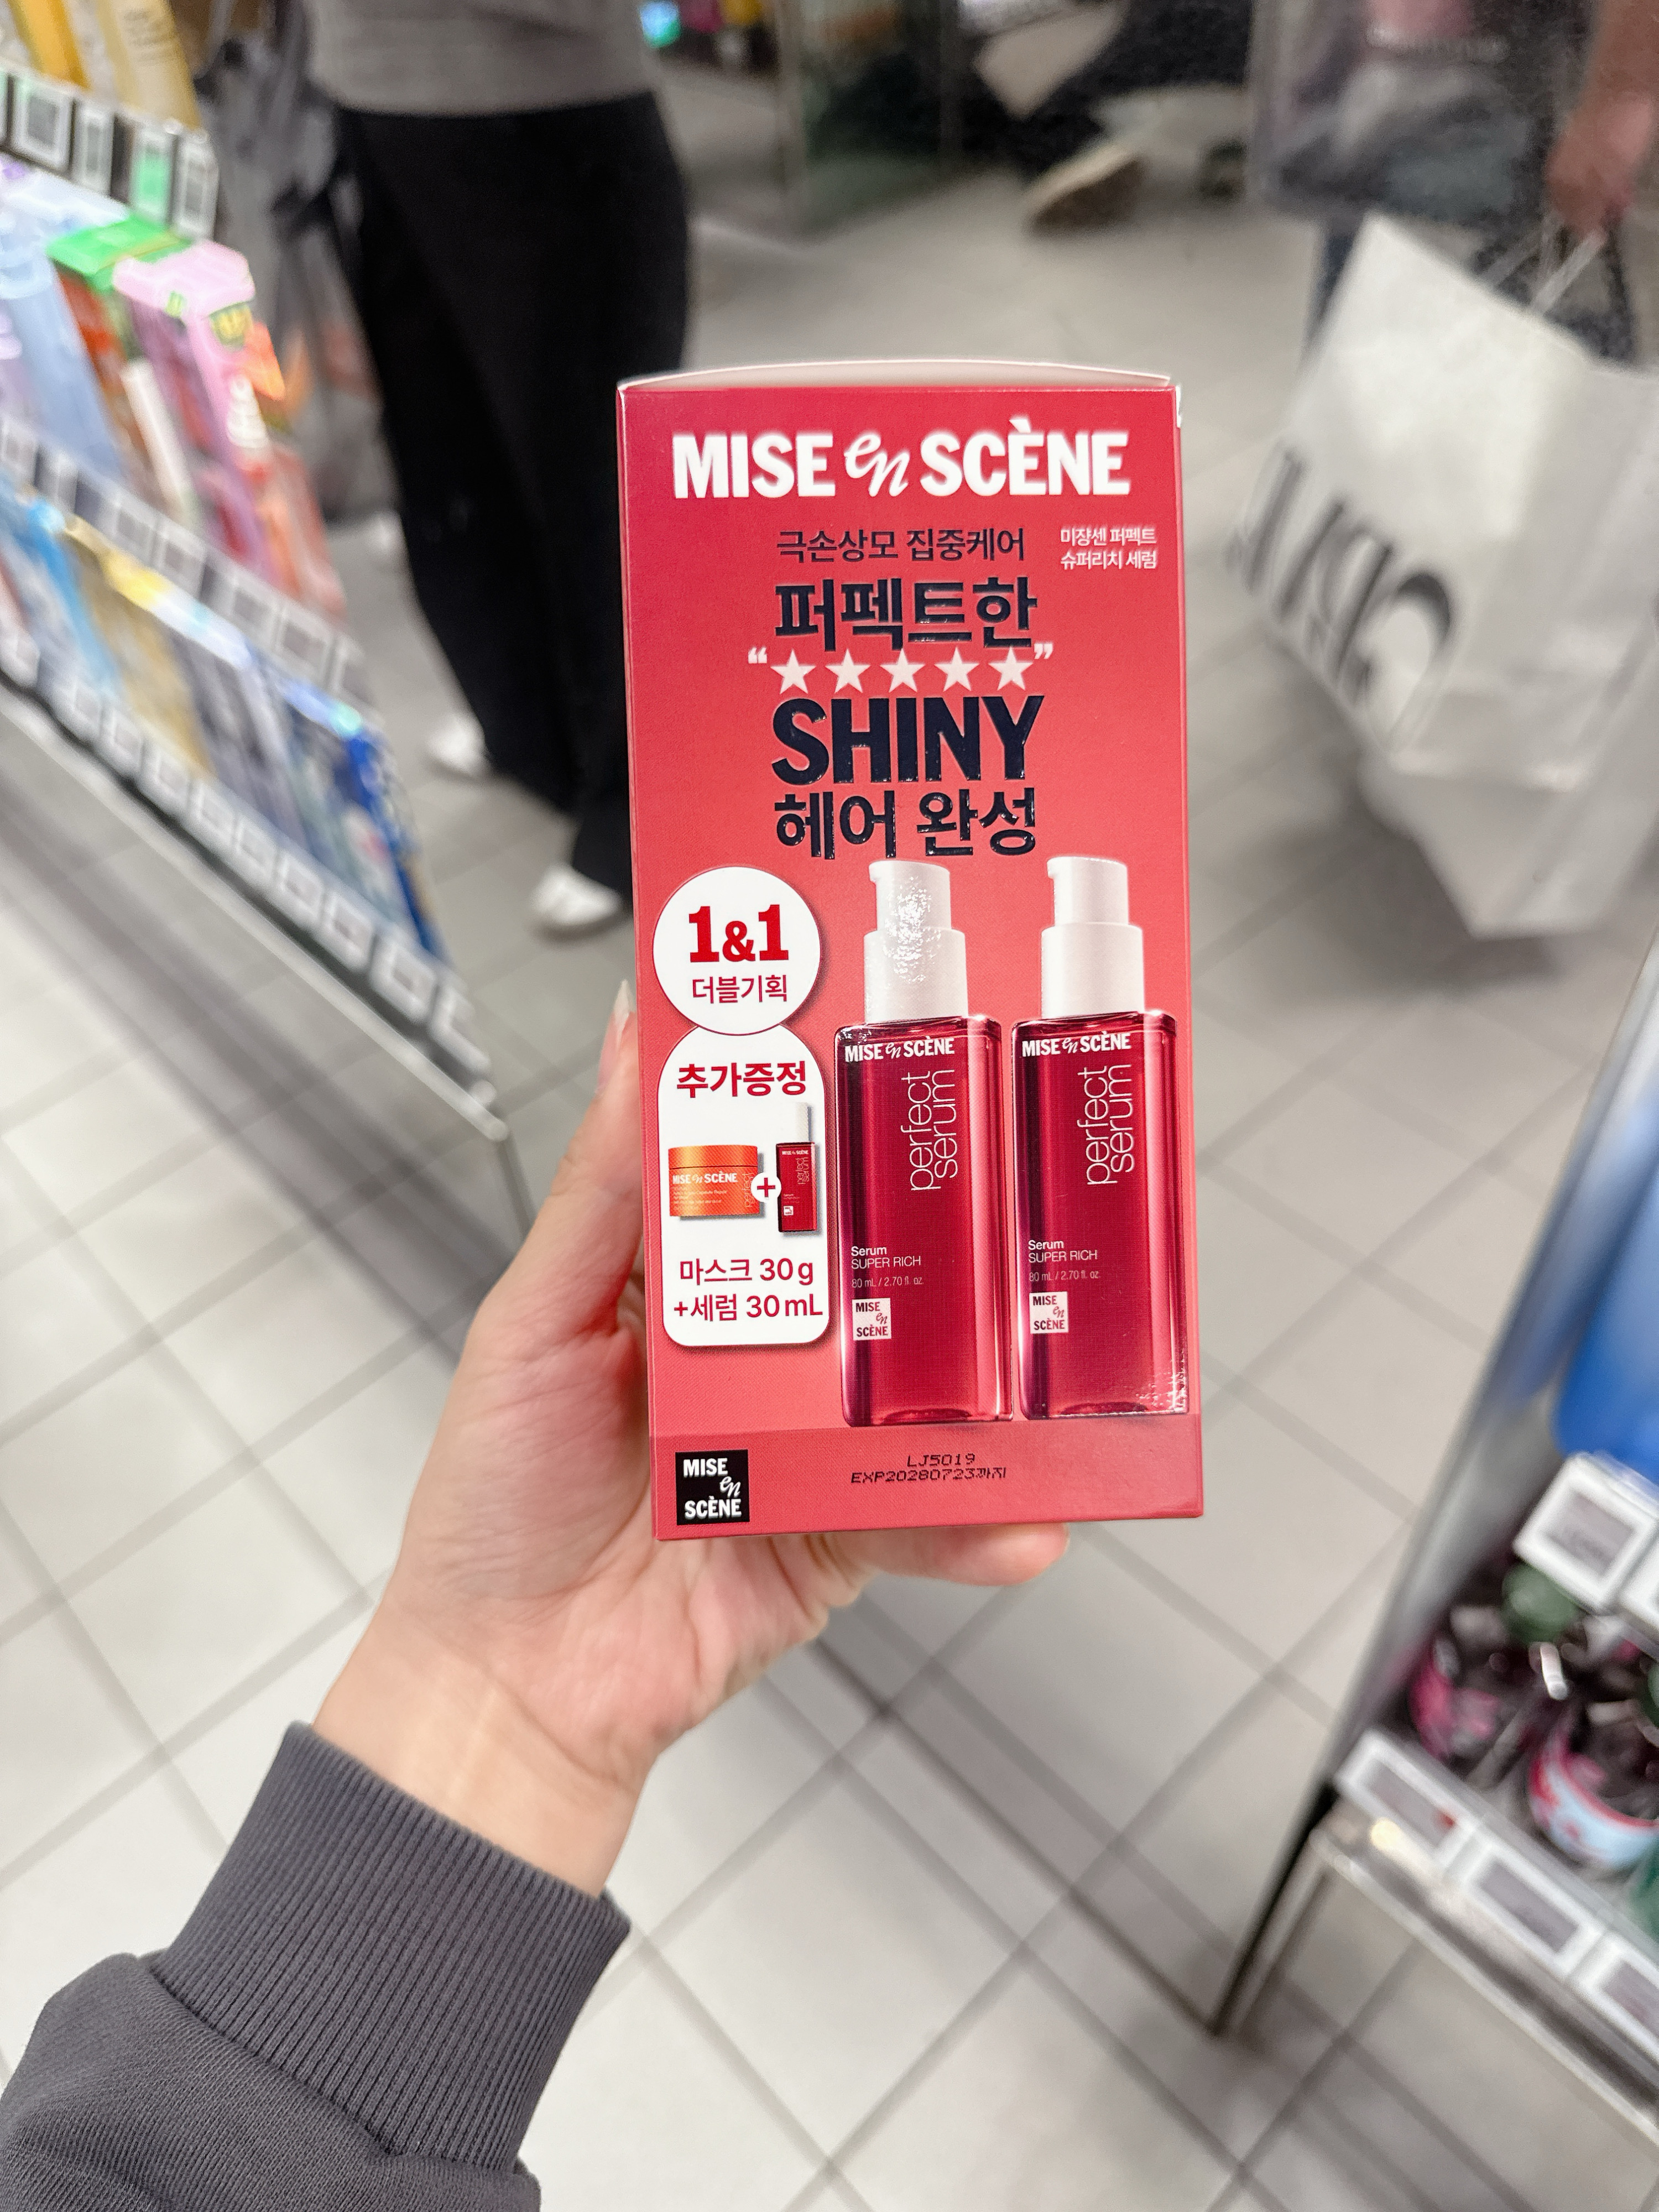 MISE en SCÈNE
극손상모 집중케어
미쟝센 퍼펙트
슈퍼리치 세럼
퍼펙트한
“★★★★★”
SHINY
헤어 완성
1&1
더블기획
추가증정
MISE en SCÈNE
+
마스크 30g
+세럼 30mL
MISE en SCÈNE
perfect
serum
Serum
SUPER RICH
80 mL / 2.70 fl. oz.
MISE
en
SCÈNE
MISE en SCÈNE
perfect
serum
Serum
SUPER RICH
80 mL / 2.70 fl. oz.
MISE
en
SCÈNE
MISE
en
SCÈNE
LJ5019
EXP20280723까지